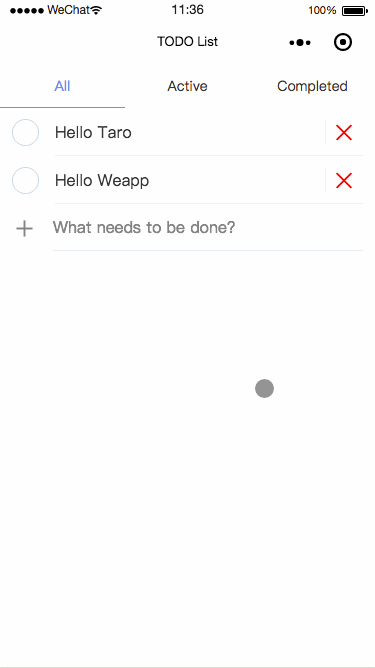 WeChat 11:36 100%
TODO List
All Active Completed
Hello Taro
Hello Weapp
What needs to be done?